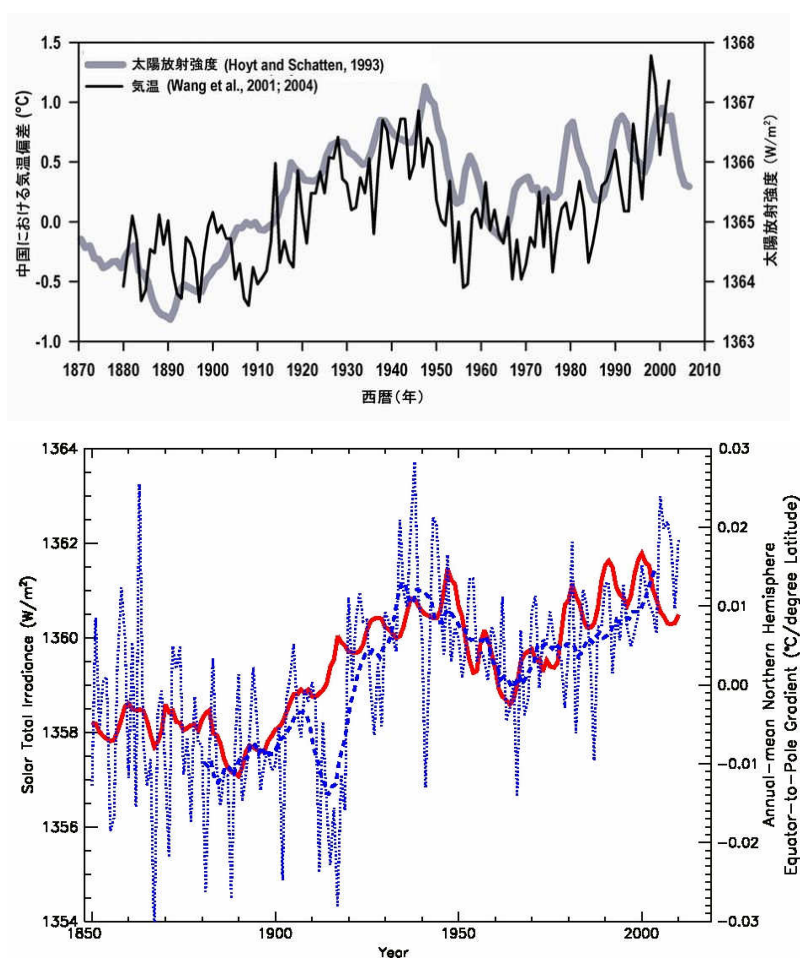 1.5
1.0
0.5
0.0
-0.5
-1.0
中国における気温偏差 (°C)
太陽放射強度 (Hoyt and Schatten, 1993)
気温 (Wang et al., 2001; 2004)
1368
1367
1366
1365
1364
1363
太陽放射強度 (W/m²)
1870 1880 1890 1900 1910 1920 1930 1940 1950 1960 1970 1980 1990 2000 2010
西暦(年)
1364
1362
1360
1358
1356
1354
Solar Total Irradiance (W/m²)
0.03
0.02
0.01
0.00
-0.01
-0.02
-0.03
Annual-mean Northern Hemisphere
Equator-to-Pole Gradient (°C/degree Latitude)
1850 1900 1950 2000
Year